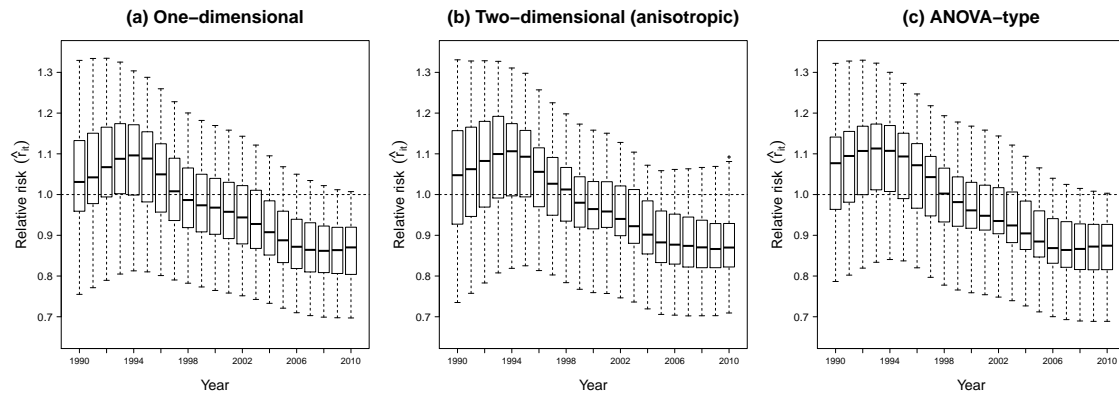 (a) One−dimensional
Relative risk (r̂it)
1.3
1.2
1.1
1.0
0.9
0.8
0.7
1990 1994 1998 2002 2006 2010
Year
(b) Two−dimensional (anisotropic)
Relative risk (r̂it)
1.3
1.2
1.1
1.0
0.9
0.8
0.7
1990 1994 1998 2002 2006 2010
Year
(c) ANOVA−type
Relative risk (r̂it)
1.3
1.2
1.1
1.0
0.9
0.8
0.7
1990 1994 1998 2002 2006 2010
Year